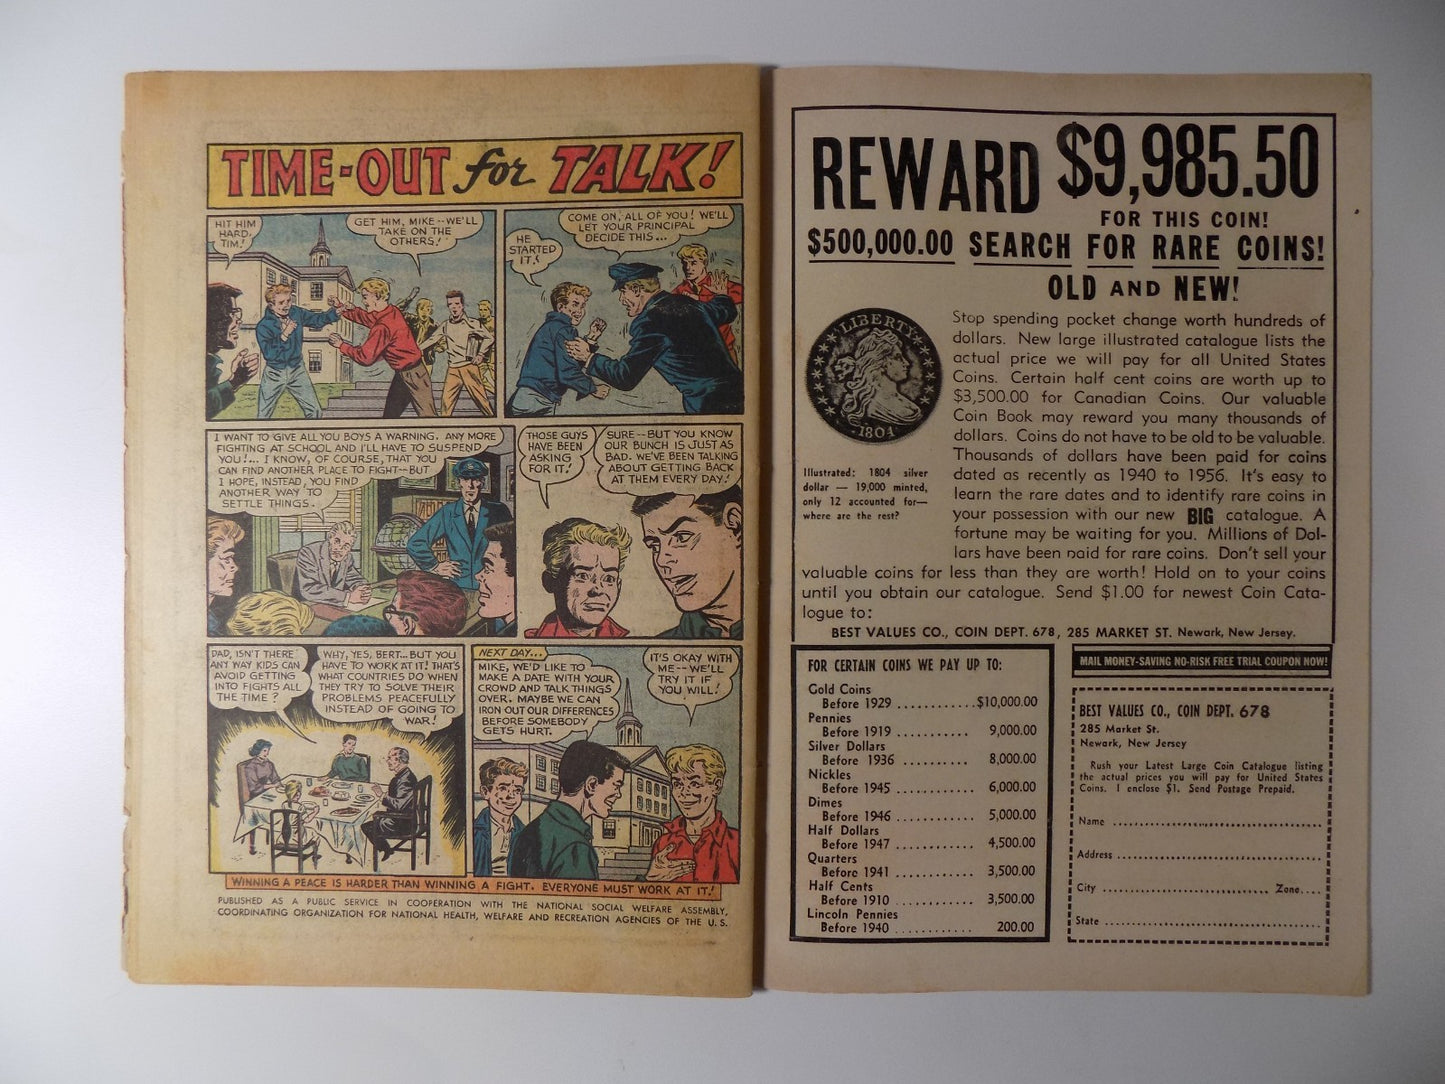 TIME-OUT for TALK!
HIT HIM
HARD,
TIM!
GET HIM, MIKE--WE'LL
TAKE ON THE
OTHERS!
HE
STARTED
IT!
COME ON, ALL OF YOU! WE'LL
LET YOUR PRINCIPAL
DECIDE THIS...
I WANT TO GIVE ALL YOU BOYS A WARNING. ANY MORE
FIGHTING AT SCHOOL AND I'LL HAVE TO SUSPEND
YOU!... I KNOW, OF COURSE, THAT YOU
CAN FIND ANOTHER PLACE TO FIGHT--BUT
I HOPE, INSTEAD, YOU FIND
ANOTHER WAY TO
SETTLE THINGS.
THOSE GUYS
HAVE BEEN
ASKING
FOR IT!
SURE--BUT YOU KNOW
OUR BUNCH IS JUST AS
BAD. WE'VE BEEN TALKING
ABOUT GETTING BACK
AT THEM EVERY DAY!
DAD, ISN'T THERE
ANY WAY KIDS CAN
AVOID GETTING
INTO FIGHTS ALL
THE TIME?
WHY, YES, BERT...BUT YOU
HAVE TO WORK AT IT! THAT'S
WHAT COUNTRIES DO WHEN
THEY TRY TO SOLVE THEIR
PROBLEMS PEACEFULLY
INSTEAD OF GOING TO
WAR!
NEXT DAY...
MIKE, WE'D LIKE TO
MAKE A DATE WITH YOUR
CROWD AND TALK THINGS
OVER. MAYBE WE CAN
IRON OUT OUR DIFFERENCES
BEFORE SOMEBODY
GETS HURT.
IT'S OKAY WITH
ME--WE'LL
TRY IT IF
YOU WILL!
WINNING A PEACE IS HARDER THAN WINNING A FIGHT. EVERYONE MUST WORK AT IT!
PUBLISHED AS A PUBLIC SERVICE IN COOPERATION WITH THE NATIONAL SOCIAL WELFARE ASSEMBLY,
COORDINATING ORGANIZATION FOR NATIONAL HEALTH, WELFARE AND RECREATION AGENCIES OF THE U. S.
REWARD $9,985.50
FOR THIS COIN!
$500,000.00 SEARCH FOR RARE COINS!
OLD AND NEW!
LIBERTY
1804
Illustrated: 1804 silver
dollar — 19,000 minted,
only 12 accounted for—
where are the rest?
Stop spending pocket change worth hundreds of
dollars. New large illustrated catalogue lists the
actual price we will pay for all United States
Coins. Certain half cent coins are worth up to
$3,500.00 for Canadian Coins. Our valuable
Coin Book may reward you many thousands of
dollars. Coins do not have to be old to be valuable.
Thousands of dollars have been paid for coins
dated as recently as 1940 to 1956. It's easy to
learn the rare dates and to identify rare coins in
your possession with our new BIG catalogue. A
fortune may be waiting for you. Millions of Dol-
lars have been paid for rare coins. Don't sell your
valuable coins for less than they are worth! Hold on to your coins
until you obtain our catalogue. Send $1.00 for newest Coin Cata-
logue to:
BEST VALUES CO., COIN DEPT. 678, 285 MARKET ST. Newark, New Jersey.
FOR CERTAIN COINS WE PAY UP TO:
Gold Coins
Before 1929 ............$10,000.00
Pennies
Before 1919 ........... 9,000.00
Silver Dollars
Before 1936 ........... 8,000.00
Nickles
Before 1945 ........... 6,000.00
Dimes
Before 1946 ........... 5,000.00
Half Dollars
Before 1947 ........... 4,500.00
Quarters
Before 1941 ........... 3,500.00
Half Cents
Before 1910 ........... 3,500.00
Lincoln Pennies
Before 1940 ........... 200.00
MAIL MONEY-SAVING NO-RISK FREE TRIAL COUPON NOW!
BEST VALUES CO., COIN DEPT. 678
285 Market St.
Newark, New Jersey
Rush your Latest Large Coin Catalogue listing
the actual prices you will pay for United States
Coins. I enclose $1. Send Postage Prepaid.
Name ........................................
Address ........................................
City .............................. Zone....
State ........................................